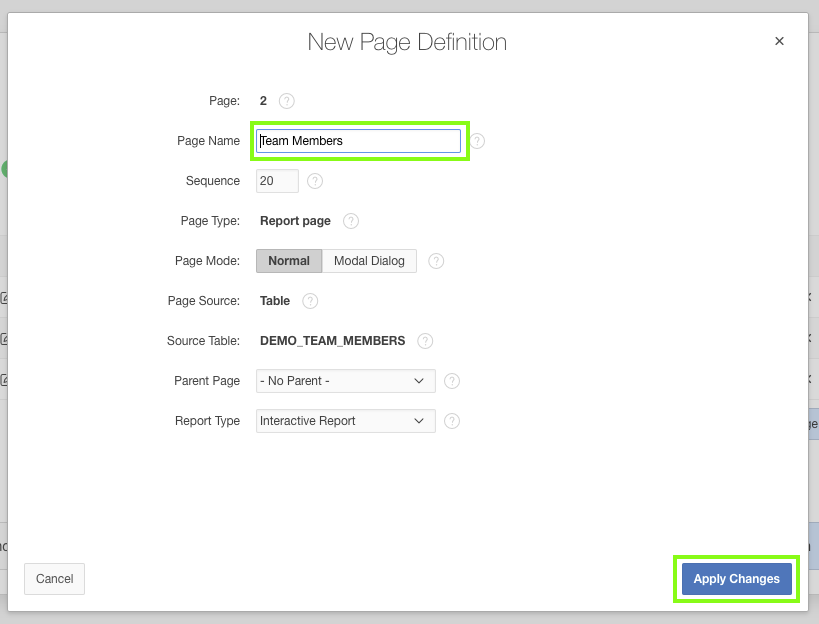 New Page Definition
×
Page: 2 ?
Page Name Team Members ?
Sequence 20 ?
Page Type: Report page ?
Page Mode: Normal Modal Dialog ?
Page Source: Table ?
Source Table: DEMO_TEAM_MEMBERS ?
Parent Page - No Parent - ?
Report Type Interactive Report ?
Cancel Apply Changes